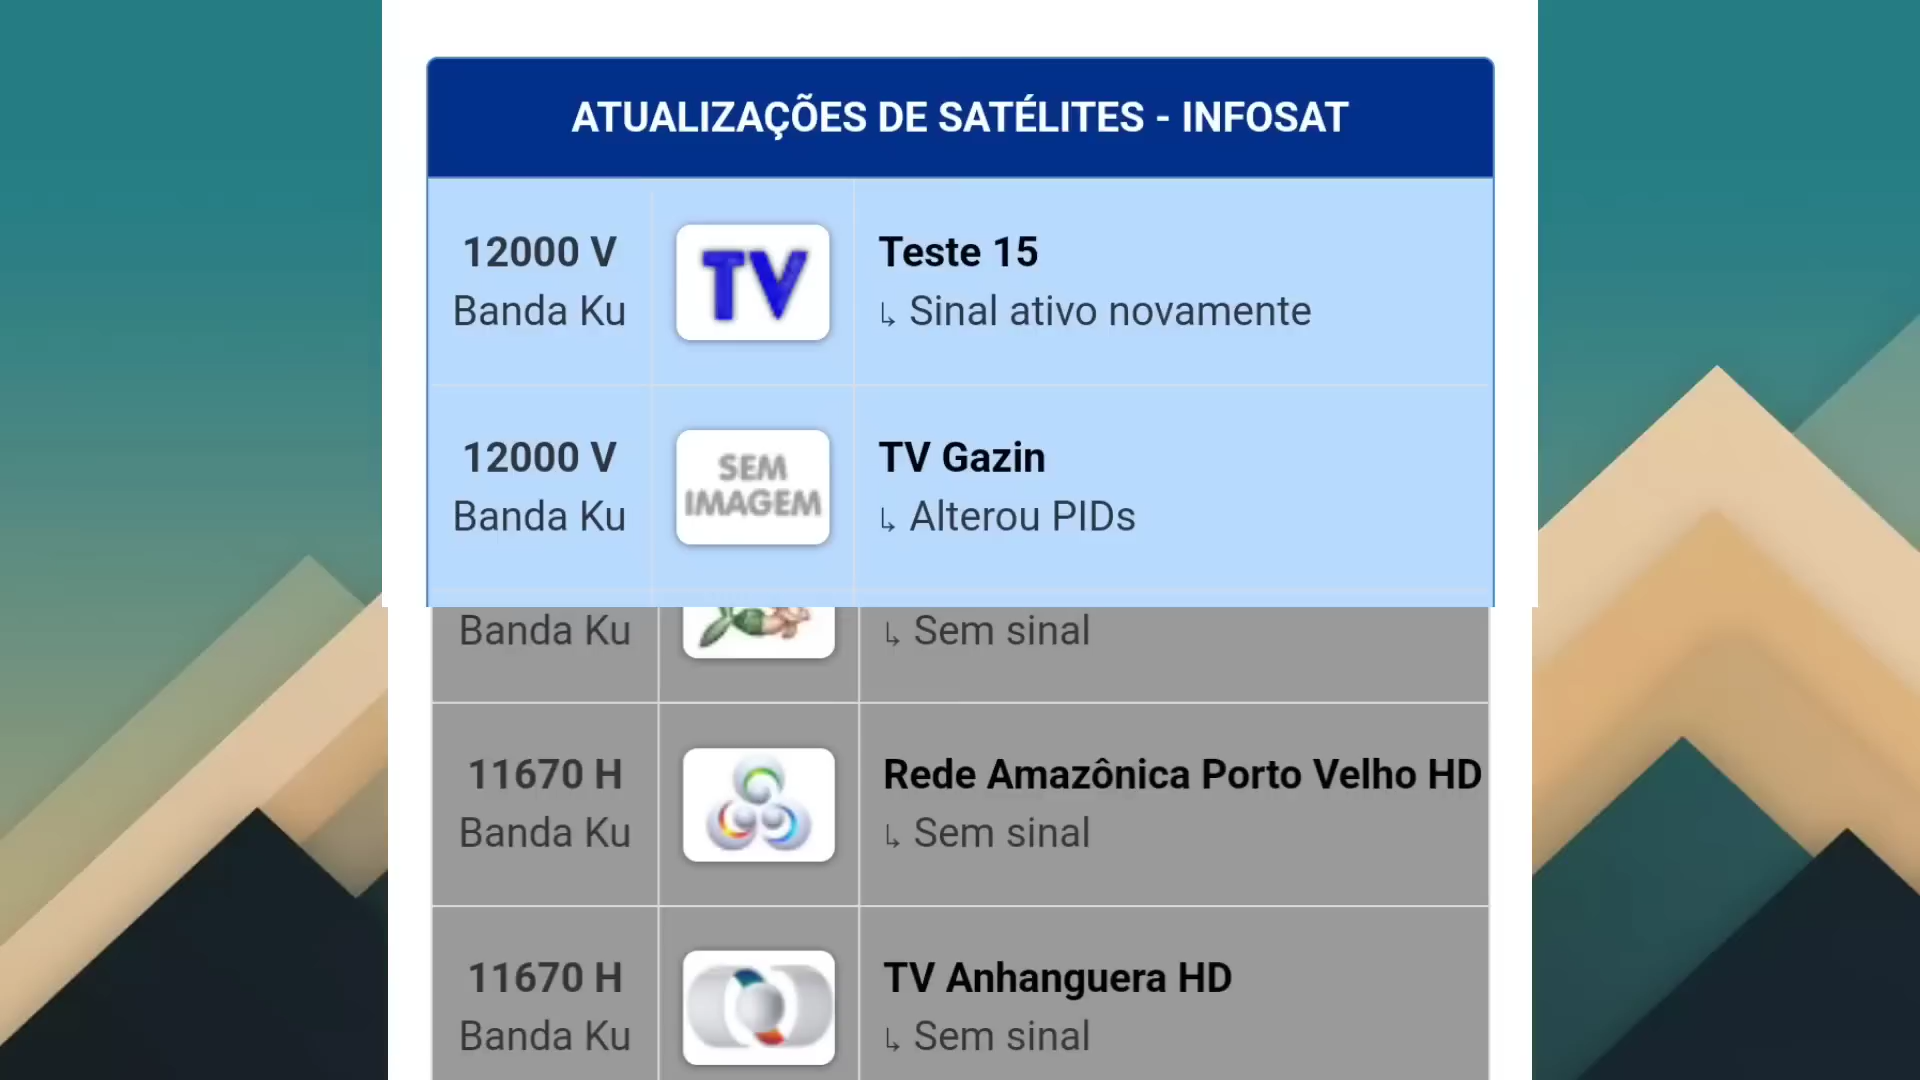 ATUALIZAÇÕES DE SATÉLITES - INFOSAT
12000 V
Banda Ku
TV
Teste 15
↳ Sinal ativo novamente
12000 V
Banda Ku
SEM
IMAGEM
TV Gazin
↳ Alterou PIDs
Banda Ku
↳ Sem sinal
11670 H
Banda Ku
Rede Amazônica Porto Velho HD
↳ Sem sinal
11670 H
Banda Ku
TV Anhanguera HD
↳ Sem sinal